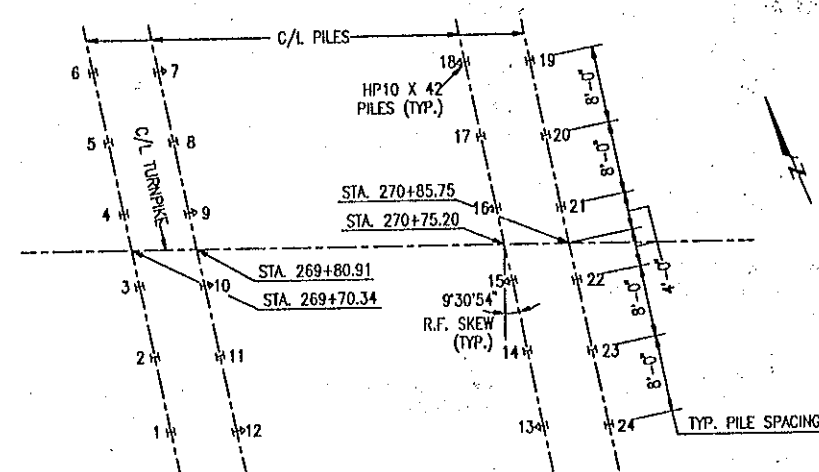 C/L PILES
6
7
18
19
HP10 X 42
PILES (TYP.)
8'-0"
5
8
17
20
C/L TURNPIKE
8'-0"
N
STA. 270+85.75
4
9
16
21
STA. 270+75.20
4'-0"
STA. 269+80.91
3
10
15
22
STA. 269+70.34
9°30'54"
R.F. SKEW
(TYP.)
8'-0"
2
11
14
23
8'-0"
1
12
13
24
TYP. PILE SPACING